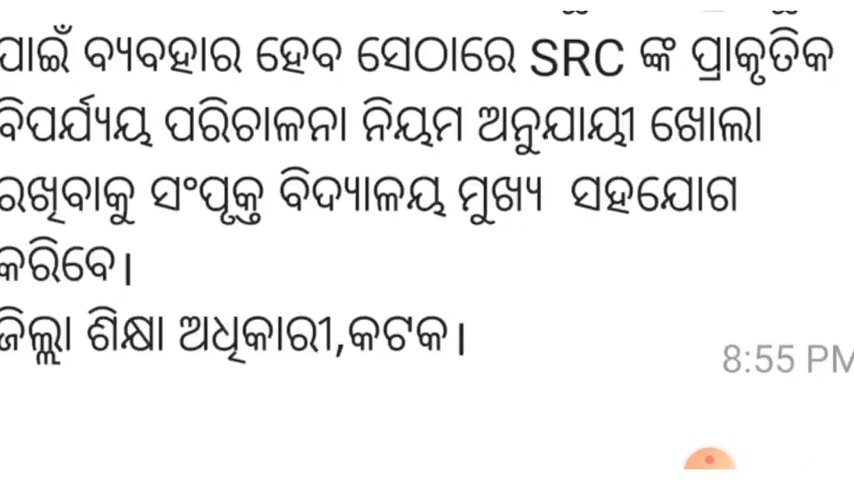 ପାଇଁ ବ୍ୟବହାର ହେବ ସେଠାରେ SRC ଙ୍କ ପ୍ରାକୃତିକ
ବିପର୍ଯ୍ୟୟ ପରିଚାଳନା ନିୟମ ଅନୁଯାୟୀ ଖୋଲା
ରଖିବାକୁ ସଂପୃକ୍ତ ବିଦ୍ୟାଳୟ ମୁଖ୍ୟ ସହଯୋଗ
କରିବେ।
ଜିଲ୍ଲା ଶିକ୍ଷା ଅଧିକାରୀ,କଟକ।
8:55 PM